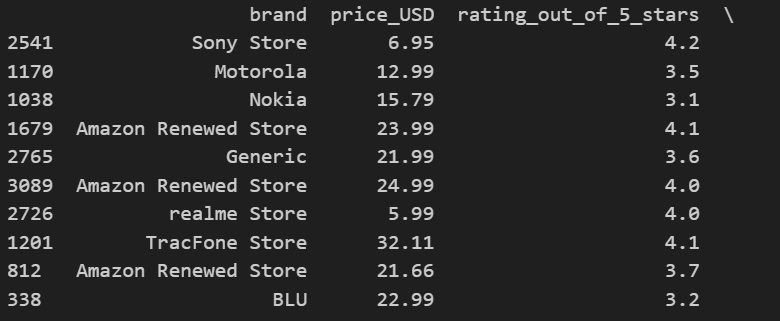 brand price_USD rating_out_of_5_stars \
2541 Sony Store 6.95 4.2
1170 Motorola 12.99 3.5
1038 Nokia 15.79 3.1
1679 Amazon Renewed Store 23.99 4.1
2765 Generic 21.99 3.6
3089 Amazon Renewed Store 24.99 4.0
2726 realme Store 5.99 4.0
1201 TracFone Store 32.11 4.1
812 Amazon Renewed Store 21.66 3.7
338 BLU 22.99 3.2